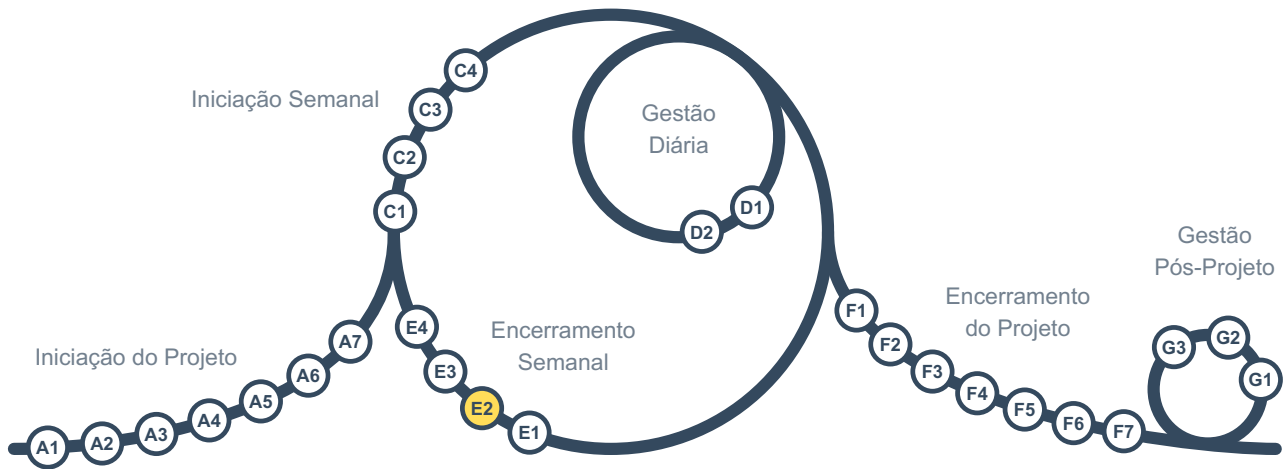 Iniciação do Projeto
A1
A2
A3
A4
A5
A6
A7
Iniciação Semanal
C1
C2
C3
C4
Gestão
Diária
D1
D2
Encerramento
Semanal
E1
E2
E3
E4
Encerramento
do Projeto
F1
F2
F3
F4
F5
F6
F7
Gestão
Pós-Projeto
G1
G2
G3